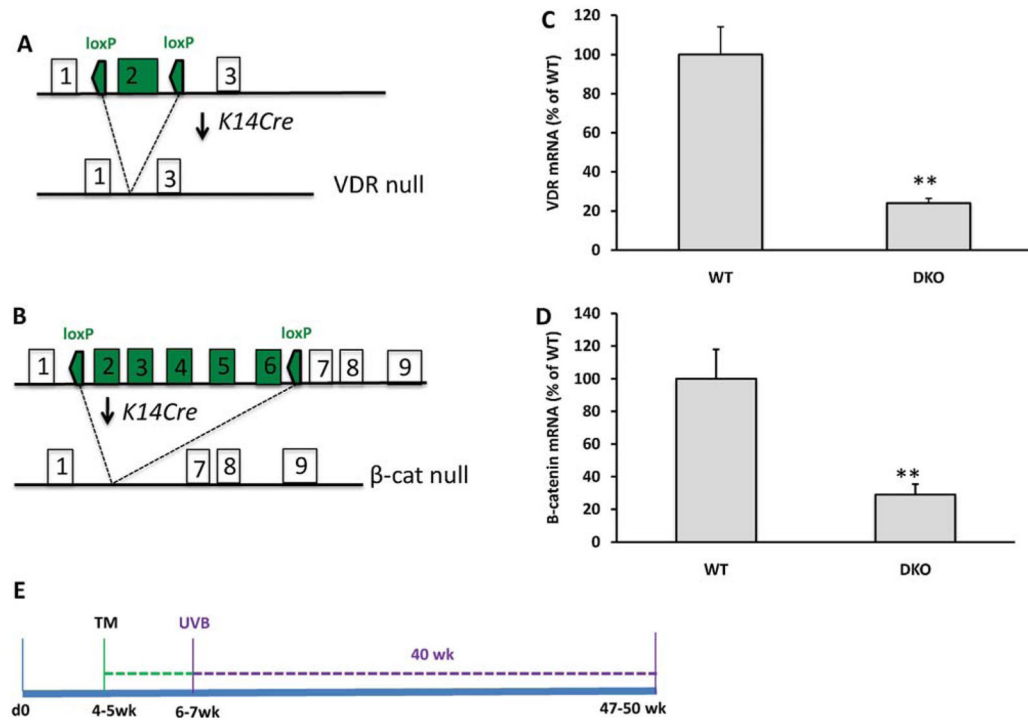 A
loxP loxP
1 2 3
K14Cre
1 3
VDR null
B
loxP loxP
1 2 3 4 5 6 7 8 9
K14Cre
1 7 8 9
β-cat null
C
VDR mRNA (% of WT)
120
100
80
60
40
20
0
**
WT DKO
D
B-catenin mRNA (% of WT)
140
120
100
80
60
40
20
0
**
WT DKO
E
TM UVB
40 wk
d0 4-5wk 6-7wk 47-50 wk